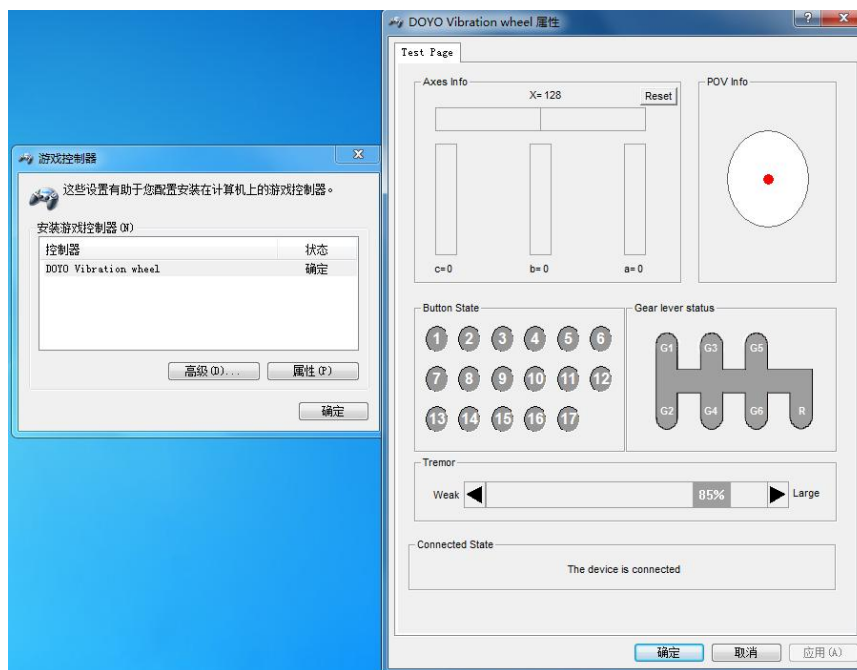 游戏控制器
这些设置有助于您配置安装在计算机上的游戏控制器。
安装游戏控制器(N)
控制器 状态
DOYO Vibration wheel 确定
高级(D)... 属性(P)
确定
DOYO Vibration wheel 属性
Test Page
Axes Info
X= 128
Reset
c= 0 b= 0 a= 0
POV Info
Button State
1 2 3 4 5 6
7 8 9 10 11 12
13 14 15 16 17
Gear lever status
G1 G3 G5
G2 G4 G6 R
Tremor
Weak 85% Large
Connected State
The device is connected
确定 取消 应用(A)